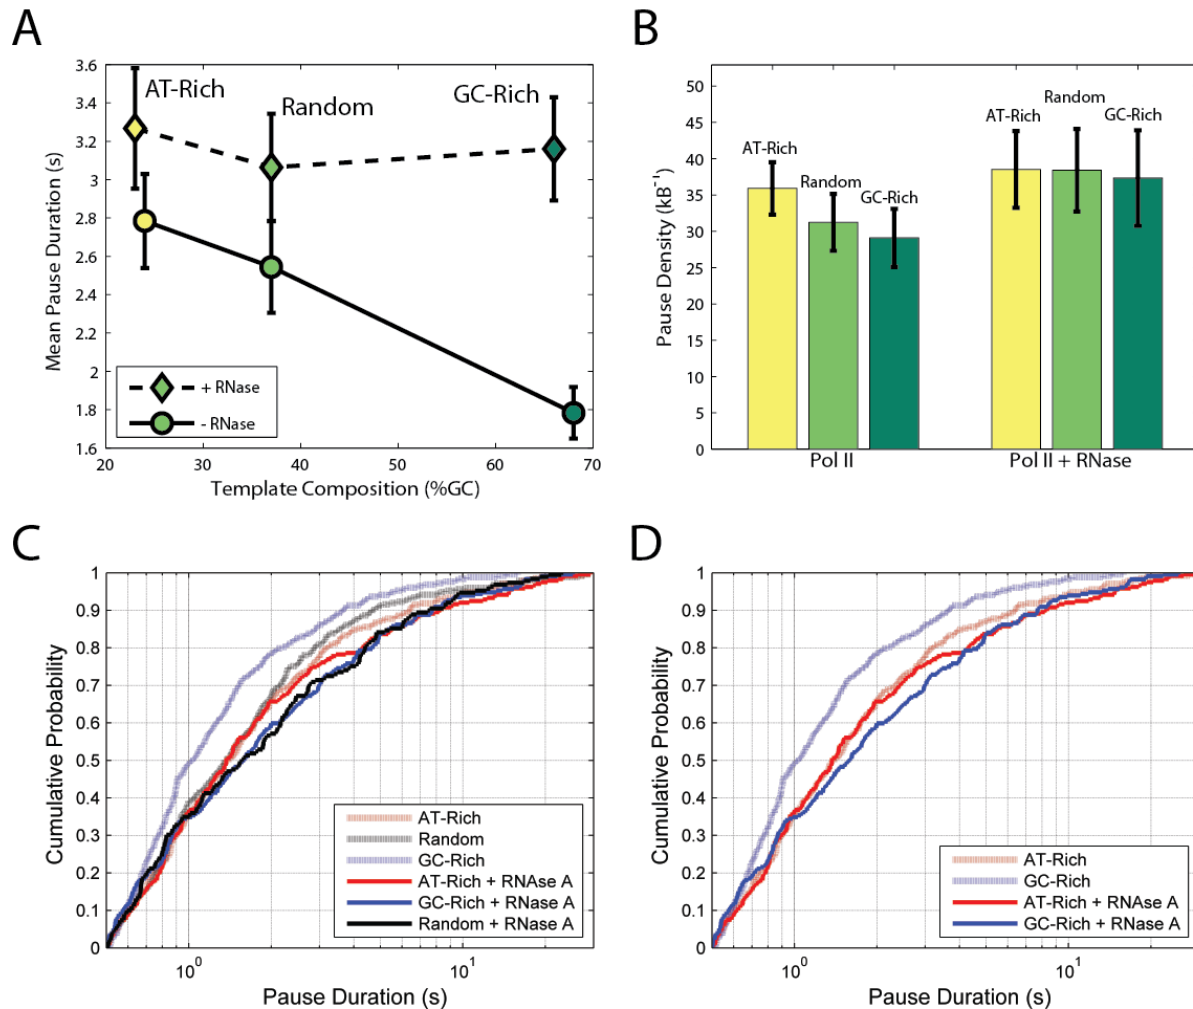 A
3.6
3.4
3.2
3
2.8
2.6
2.4
2.2
2
1.8
1.6
Mean Pause Duration (s)
AT-Rich
Random
GC-Rich
+ RNase
- RNase
20
30
40
50
60
70
Template Composition (%GC)
B
50
45
40
35
30
25
20
15
10
5
0
Pause Density (kB⁻¹)
AT-Rich
Random
GC-Rich
AT-Rich
Random
GC-Rich
Pol II
Pol II + RNase
C
1
0.9
0.8
0.7
0.6
0.5
0.4
0.3
0.2
0.1
0
Cumulative Probability
AT-Rich
Random
GC-Rich
AT-Rich + RNAse A
GC-Rich + RNase A
Random + RNase A
10⁰
10¹
Pause Duration (s)
D
1
0.9
0.8
0.7
0.6
0.5
0.4
0.3
0.2
0.1
0
Cumulative Probability
AT-Rich
GC-Rich
AT-Rich + RNAse A
GC-Rich + RNase A
10⁰
10¹
Pause Duration (s)